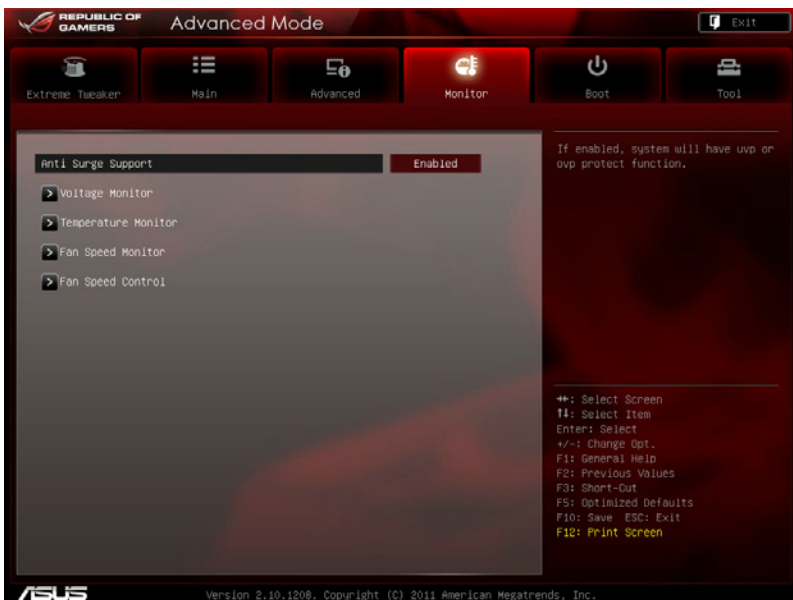 REPUBLIC OF
GAMERS
Advanced Mode
Exit
Extreme Tweaker
Main
Advanced
Monitor
Boot
Tool
Anti Surge Support
Enabled
Voltage Monitor
Temperature Monitor
Fan Speed Monitor
Fan Speed Control
If enabled, system will have uvp or
ovp protect function.
→←: Select Screen
↑↓: Select Item
Enter: Select
+/-: Change Opt.
F1: General Help
F2: Previous Values
F3: Short-Cut
F5: Optimized Defaults
F10: Save ESC: Exit
F12: Print Screen
ASUS
Version 2.10.1208. Copyright (C) 2011 American Megatrends, Inc.